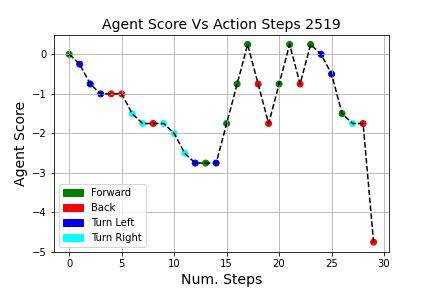 Agent Score Vs Action Steps 2519
Agent Score
0
−1
−2
−3
−4
−5
Forward
Back
Turn Left
Turn Right
0 5 10 15 20 25 30
Num. Steps